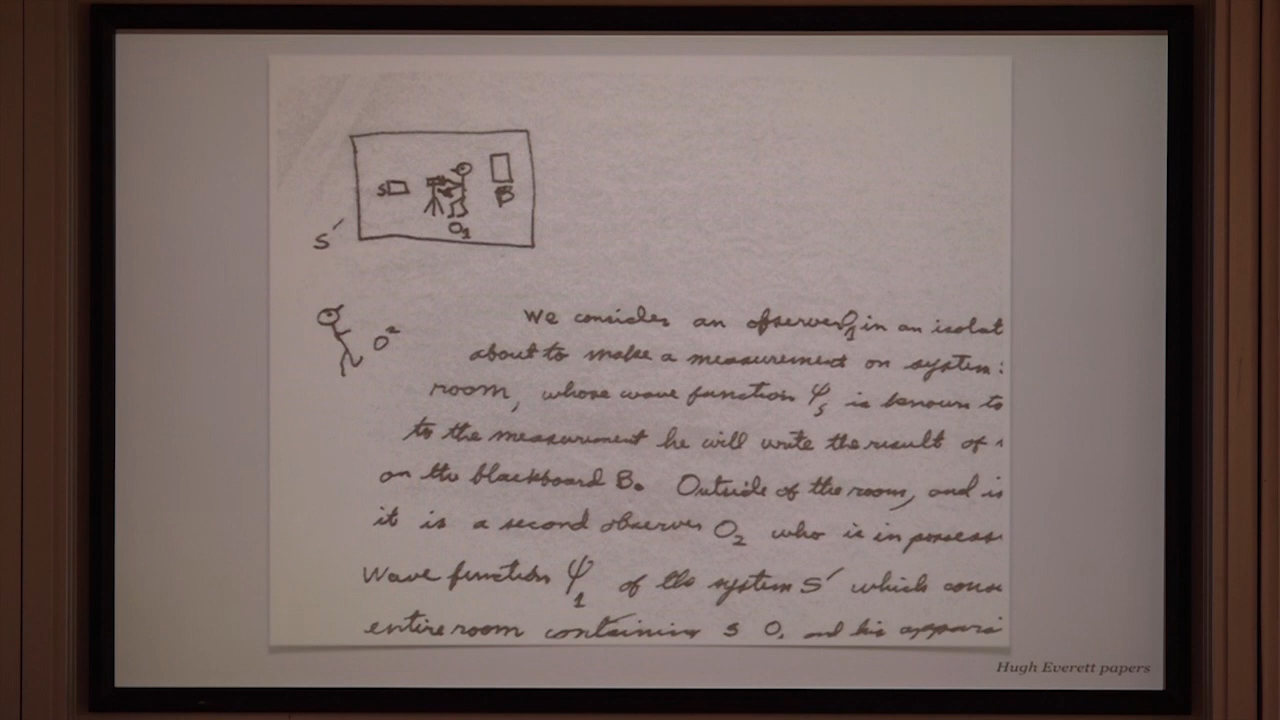 S
B
O1
S′
O2
We consider an observer O1 in an isolat
about to make a measurement on system
room, whose wave function ψs is known to
to the measurement he will write the result of
on the blackboard B. Outside of the room, and is
it is a second observer O2 who is in possess
Wave function ψ1 of the system S′ which cons
entire room containing S O1 and his appara
Hugh Everett papers